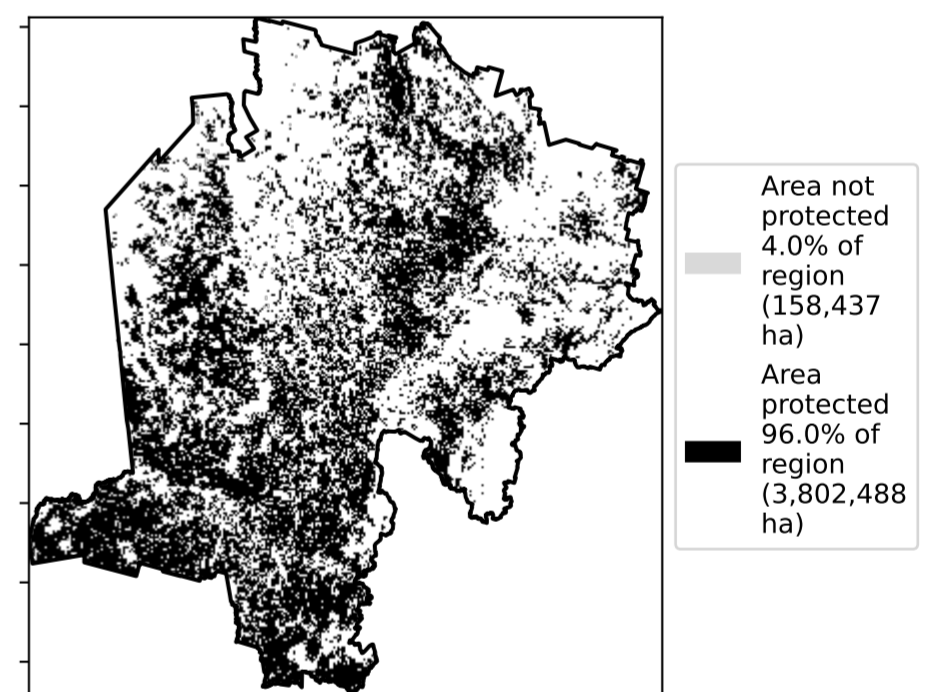 Area not
protected
4.0% of
region
(158,437
ha)
Area
protected
96.0% of
region
(3,802,488
ha)